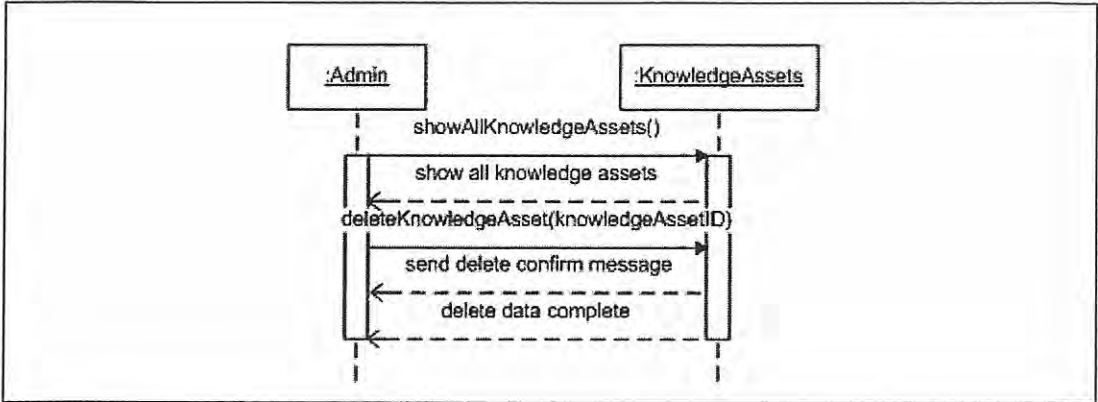 :Admin
:KnowledgeAssets
showAllKnowledgeAssets()
show all knowledge assets
deleteKnowledgeAsset(knowledgeAssetID)
send delete confirm message
delete data complete